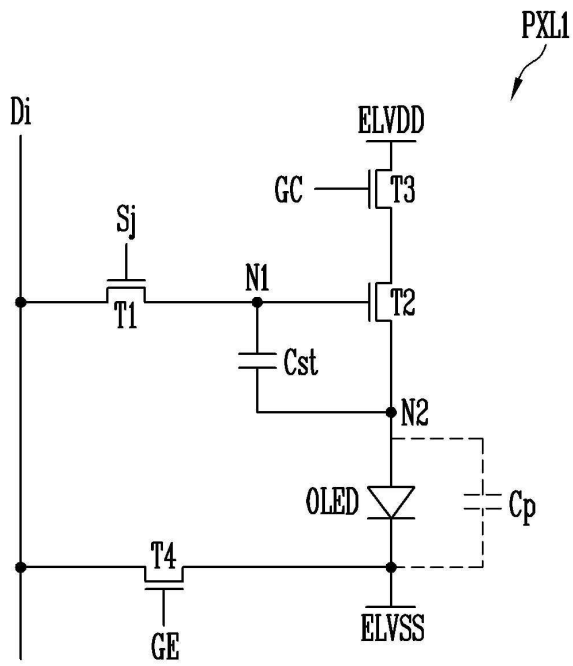 PXL1
Di
ELVDD
GC
T3
Sj
N1
T1
T2
Cst
N2
OLED
Cp
T4
GE
ELVSS